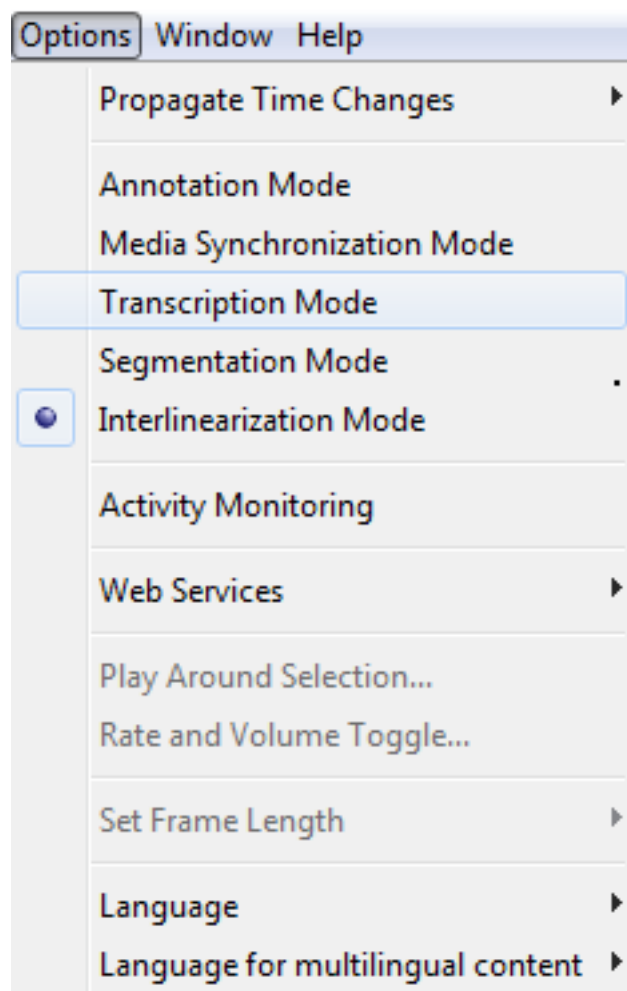 Options Window Help
Propagate Time Changes
Annotation Mode
Media Synchronization Mode
Transcription Mode
Segmentation Mode
Interlinearization Mode
Activity Monitoring
Web Services
Play Around Selection...
Rate and Volume Toggle...
Set Frame Length
Language
Language for multilingual content